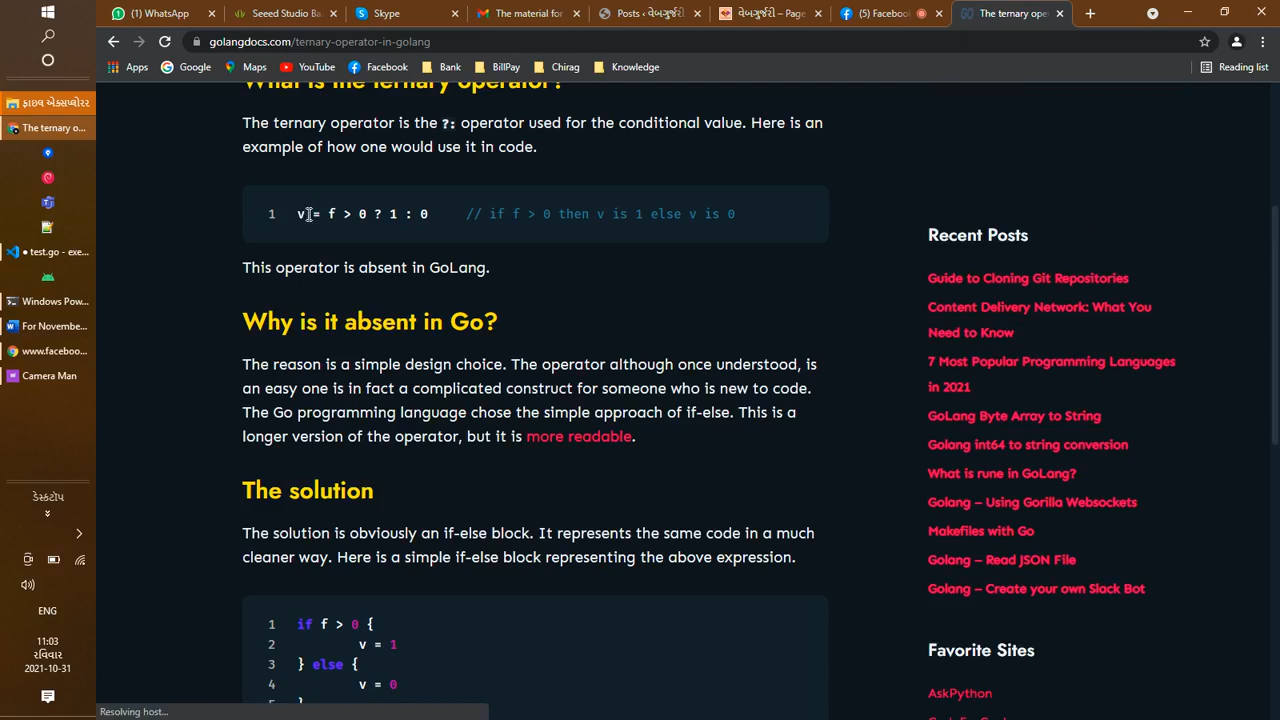 (1) WhatsApp
Seeed Studio Ba
Skype
The material for
Posts ‹ વેબગુર્જરી
વેબગુર્જરી – Page
(5) Facebook
The ternary ope
golangdocs.com/ternary-operator-in-golang
Apps
Google
Maps
YouTube
Facebook
Bank
BillPay
Chirag
Knowledge
Reading list
ફાઇલ એક્સપ્લોરર
The ternary o...
● test.go - exe...
Windows Pow...
For Novembe...
www.faceboo...
Camera Man
ડેસ્કટૉપ
ENG
11:03
રવિવાર
2021-10-31
What is the ternary operator?
The ternary operator is the ?: operator used for the conditional value. Here is an
example of how one would use it in code.
1 v = f > 0 ? 1 : 0 // if f > 0 then v is 1 else v is 0
This operator is absent in GoLang.
Why is it absent in Go?
The reason is a simple design choice. The operator although once understood, is
an easy one is in fact a complicated construct for someone who is new to code.
The Go programming language chose the simple approach of if-else. This is a
longer version of the operator, but it is more readable.
The solution
The solution is obviously an if-else block. It represents the same code in a much
cleaner way. Here is a simple if-else block representing the above expression.
1 if f > 0 {
2 v = 1
3 } else {
4 v = 0
5 }
Recent Posts
Guide to Cloning Git Repositories
Content Delivery Network: What You
Need to Know
7 Most Popular Programming Languages
in 2021
GoLang Byte Array to String
Golang int64 to string conversion
What is rune in GoLang?
Golang – Using Gorilla Websockets
Makefiles with Go
Golang – Read JSON File
Golang – Create your own Slack Bot
Favorite Sites
AskPython
Resolving host...